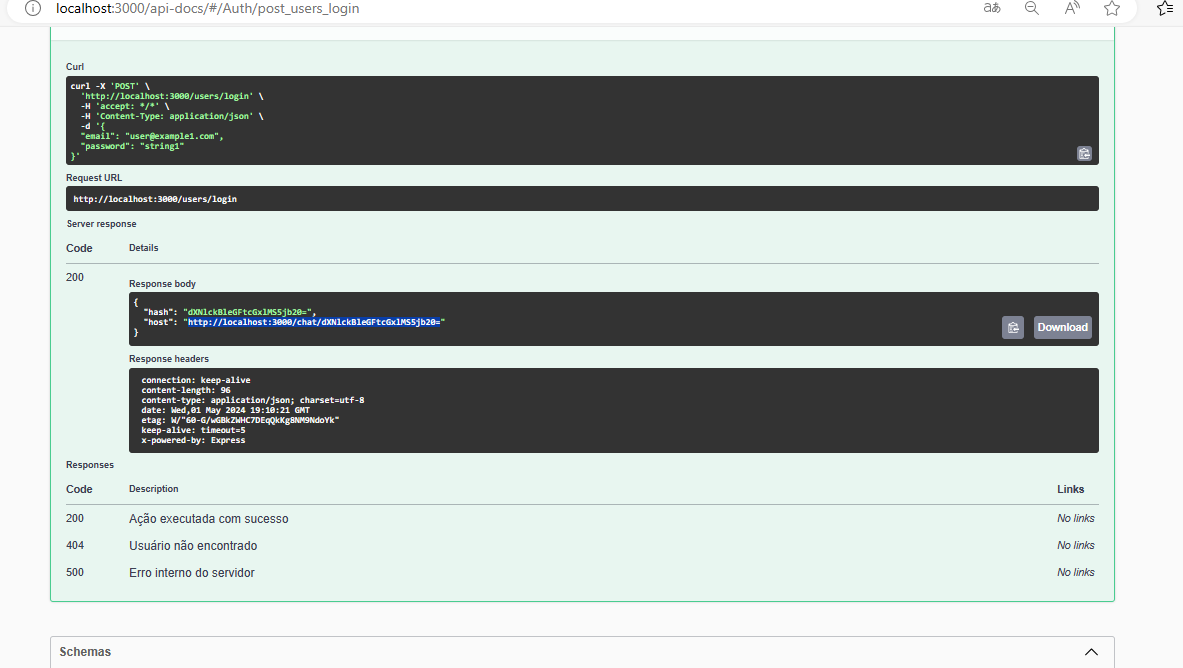 localhost:3000/api-docs/#/Auth/post_users_login
Curl
curl -X 'POST' \
'http://localhost:3000/users/login' \
-H 'accept: */*' \
-H 'Content-Type: application/json' \
-d '{
"email": "user@example1.com",
"password": "string1"
}'
Request URL
http://localhost:3000/users/login
Server response
Code Details
200
Response body
{
"hash": "dXNlckBleGFtcGxlMS5jb20=",
"host": "http://localhost:3000/chat/dXNlckBleGFtcGxlMS5jb20="
}
Download
Response headers
connection: keep-alive
content-length: 96
content-type: application/json; charset=utf-8
date: Wed,01 May 2024 19:10:21 GMT
etag: W/"60-G/wGBkZWHC7DEqQkKgBNM9NdoYk"
keep-alive: timeout=5
x-powered-by: Express
Responses
Code Description Links
200 Ação executada com sucesso No links
404 Usuário não encontrado No links
500 Erro interno do servidor No links
Schemas